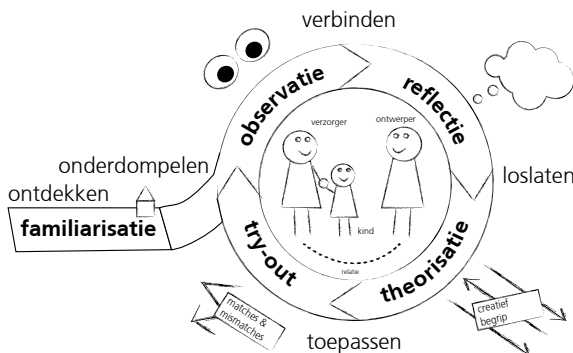 verbinden
observatie
reflectie
verzorger
ontwerper
onderdompelen
ontdekken
loslaten
familiarisatie
kind
try-out
theorisatie
relatie
matches &
mismatches
creatief
begrip
toepassen